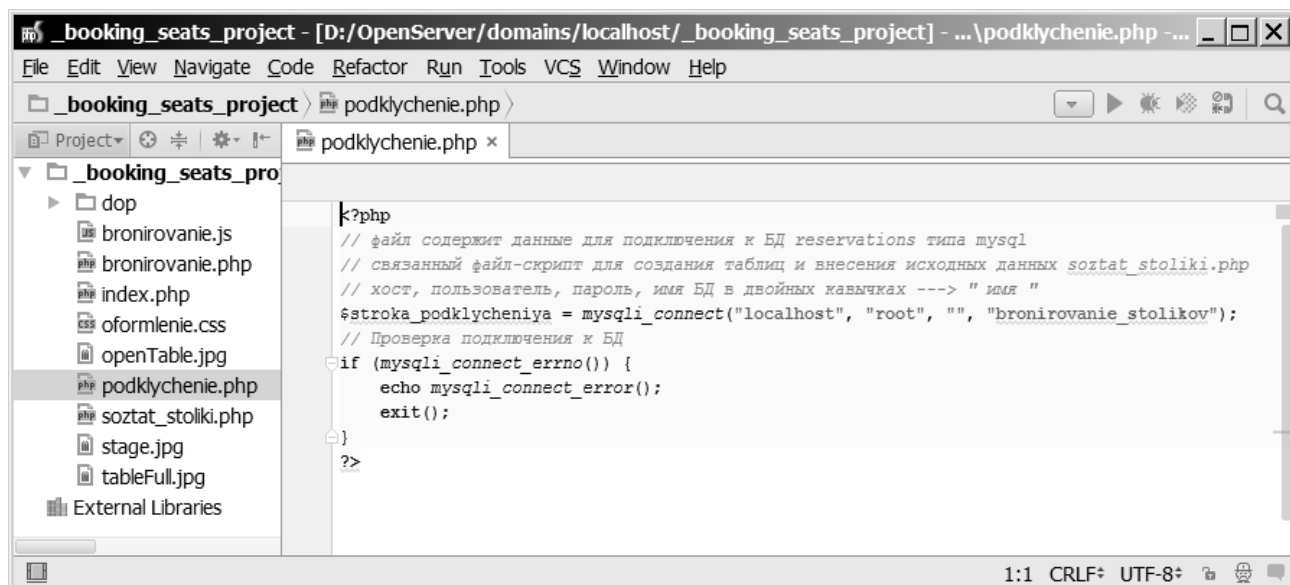 _booking_seats_project - [D:/OpenServer/domains/localhost/_booking_seats_project] - ...\podklychenie.php -...
File Edit View Navigate Code Refactor Run Tools VCS Window Help
_booking_seats_project podklychenie.php
Project
podklychenie.php ×
_booking_seats_pro
dop
bronirovanie.js
bronirovanie.php
index.php
oformlenie.css
openTable.jpg
podklychenie.php
soztat_stoliki.php
stage.jpg
tableFull.jpg
External Libraries
<?php
// файл содержит данные для подключения к БД reservations типа mysql
// связанный файл-скрипт для создания таблиц и внесения исходных данных soztat_stoliki.php
// хост, пользователь, пароль, имя БД в двойных кавычках ---> " имя "
$stroka_podklycheniya = mysqli_connect("localhost", "root", "", "bronirovanie_stolikov");
// Проверка подключения к БД
if (mysqli_connect_errno()) {
echo mysqli_connect_error();
exit();
}
?>
1:1 CRLF UTF-8